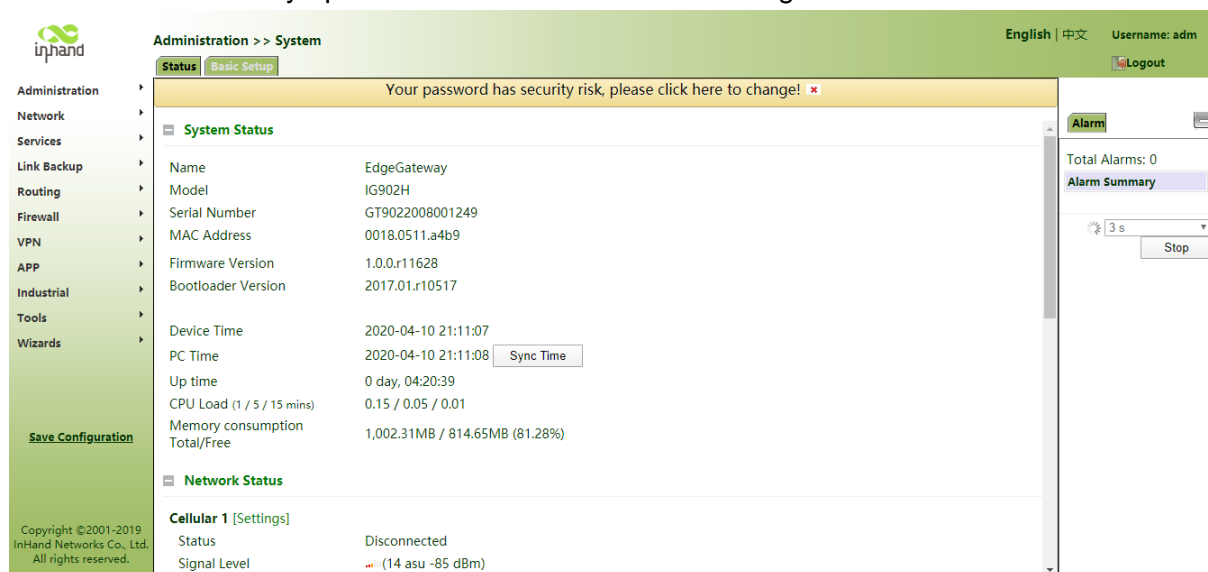 inhand
Administration >> System
English | 中文
Username: adm
Logout
Status
Basic Setup
Your password has security risk, please click here to change!
Administration
Network
Services
Link Backup
Routing
Firewall
VPN
APP
Industrial
Tools
Wizards
Save Configuration
Copyright ©2001-2019
InHand Networks Co., Ltd.
All rights reserved.
System Status
Name EdgeGateway
Model IG902H
Serial Number GT9022008001249
MAC Address 0018.0511.a4b9
Firmware Version 1.0.0.r11628
Bootloader Version 2017.01.r10517
Device Time 2020-04-10 21:11:07
PC Time 2020-04-10 21:11:08 Sync Time
Up time 0 day, 04:20:39
CPU Load (1 / 5 / 15 mins) 0.15 / 0.05 / 0.01
Memory consumption
Total/Free 1,002.31MB / 814.65MB (81.28%)
Network Status
Cellular 1 [Settings]
Status Disconnected
Signal Level (14 asu -85 dBm)
Alarm
Total Alarms: 0
Alarm Summary
3 s
Stop